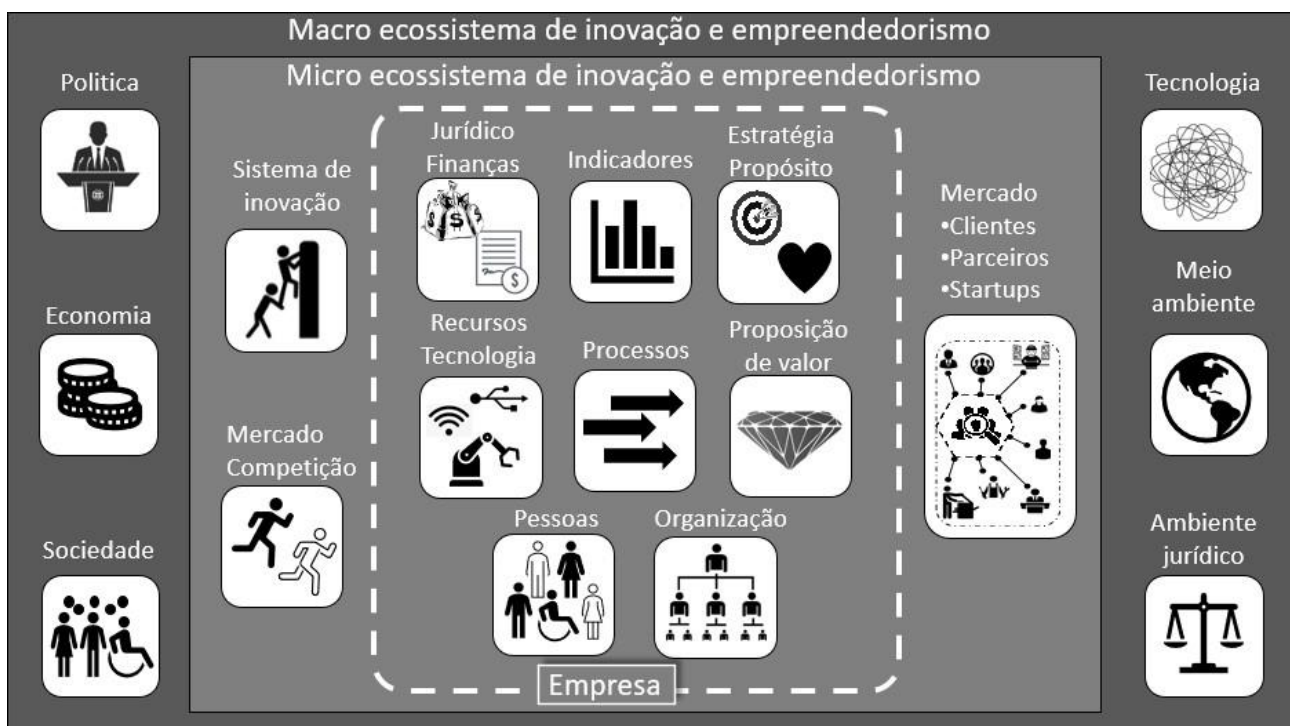 Macro ecossistema de inovação e empreendedorismo
Micro ecossistema de inovação e empreendedorismo
Politica
Economia
Sociedade
Sistema de
inovação
Mercado
Competição
Jurídico
Finanças
Indicadores
Estratégia
Propósito
Recursos
Tecnologia
Processos
Proposição
de valor
Pessoas
Organização
Empresa
Mercado
•Clientes
•Parceiros
•Startups
Tecnologia
Meio
ambiente
Ambiente
jurídico